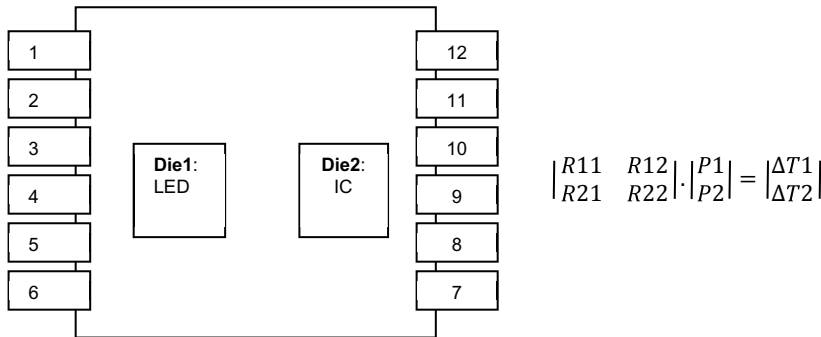 1
2
3
4
5
6
12
11
10
9
8
7
Die1:
LED
Die2:
IC
|R11 R12| . |P1| = |ΔT1|
|R21 R22| |P2| |ΔT2|